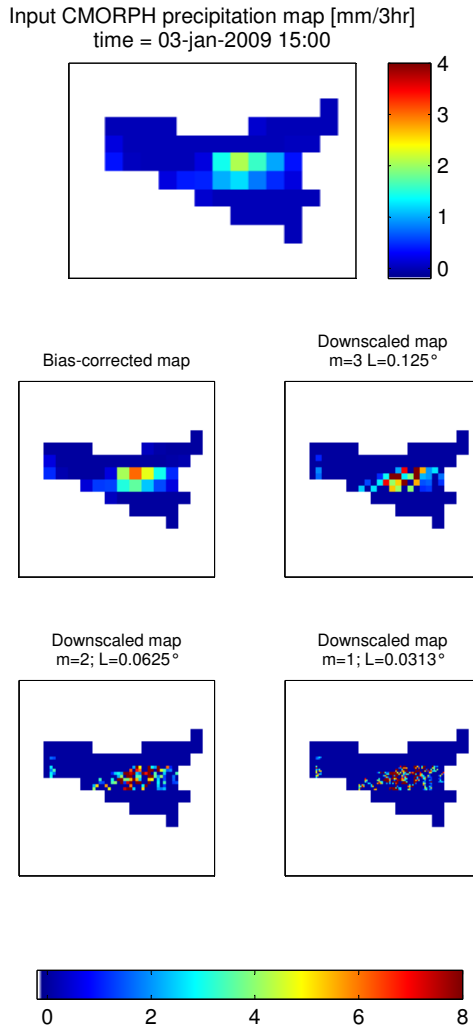 Input CMORPH precipitation map [mm/3hr]
time = 03-jan-2009 15:00
4
3
2
1
0
Bias-corrected map
Downscaled map
m=3 L=0.125°
Downscaled map
m=2; L=0.0625°
Downscaled map
m=1; L=0.0313°
0 2 4 6 8